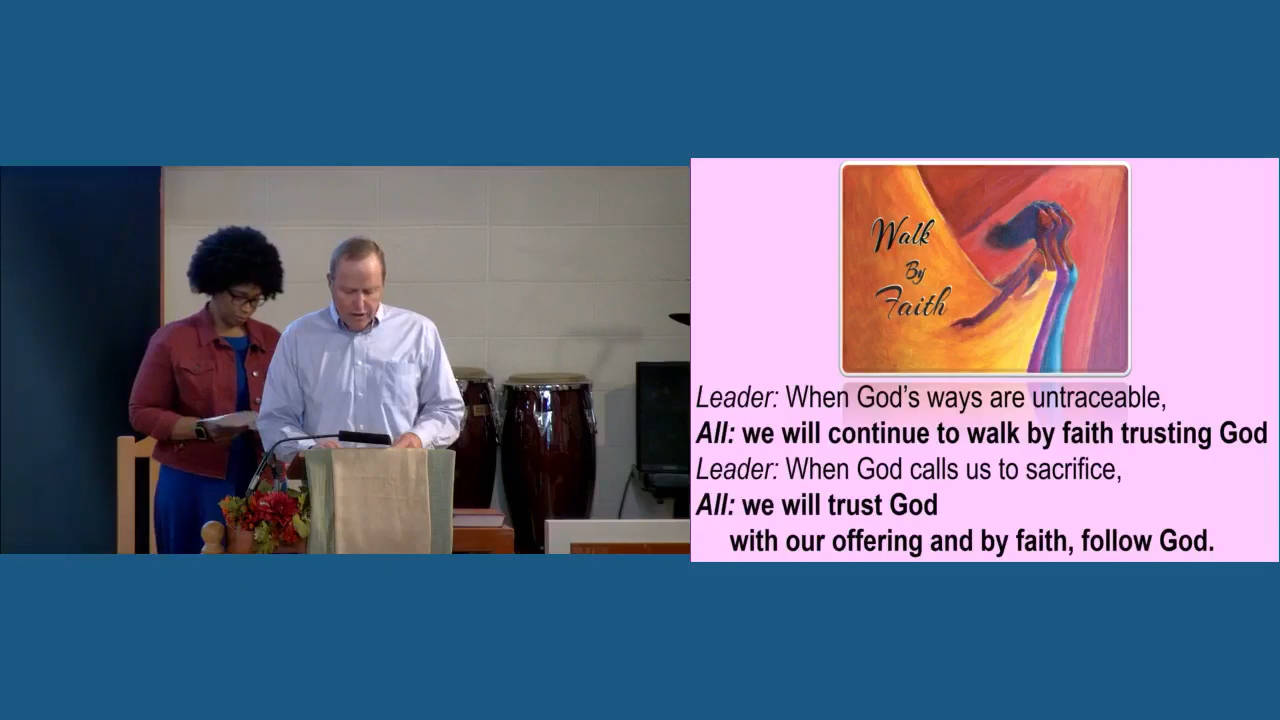 Walk
By
Faith
Leader: When God’s ways are untraceable,
All: we will continue to walk by faith trusting God
Leader: When God calls us to sacrifice,
All: we will trust God
with our offering and by faith, follow God.